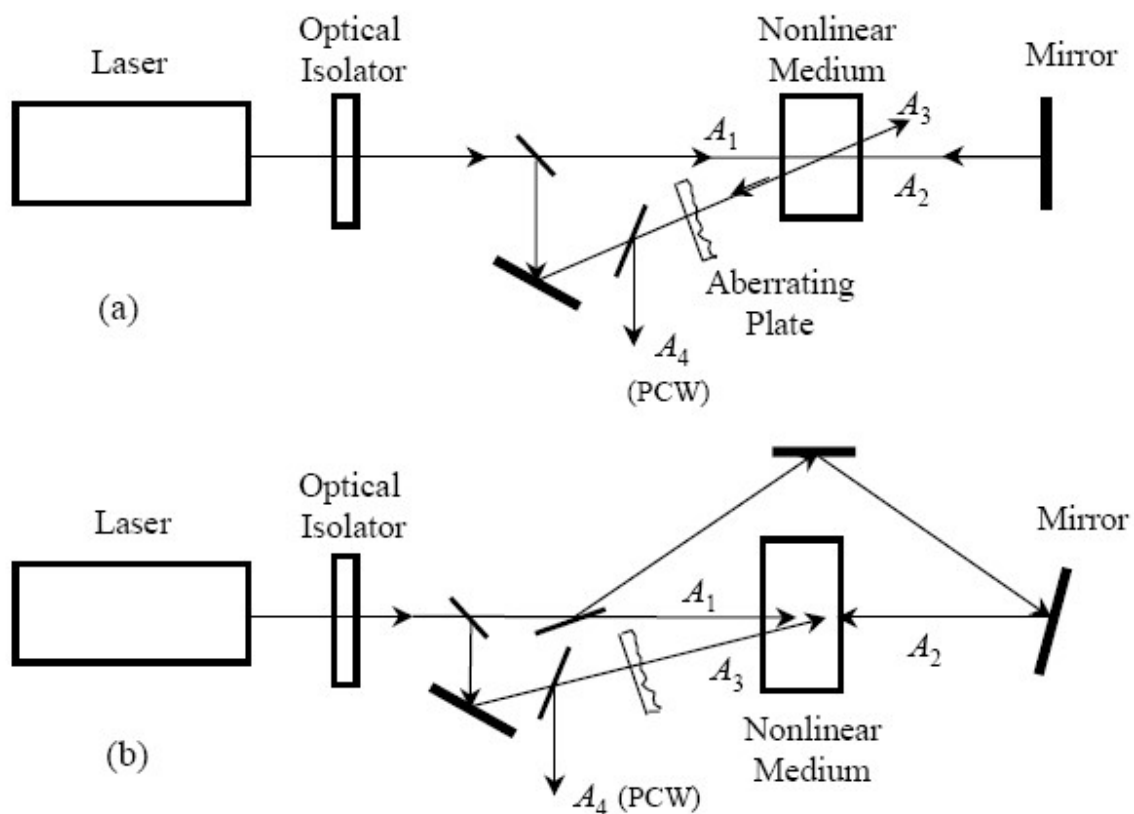 Laser
Optical
Isolator
Nonlinear
Medium
Mirror
A1
A3
A2
Aberrating
Plate
A4
(PCW)
(a)
Laser
Optical
Isolator
Mirror
A1
A2
A3
Nonlinear
Medium
A4 (PCW)
(b)